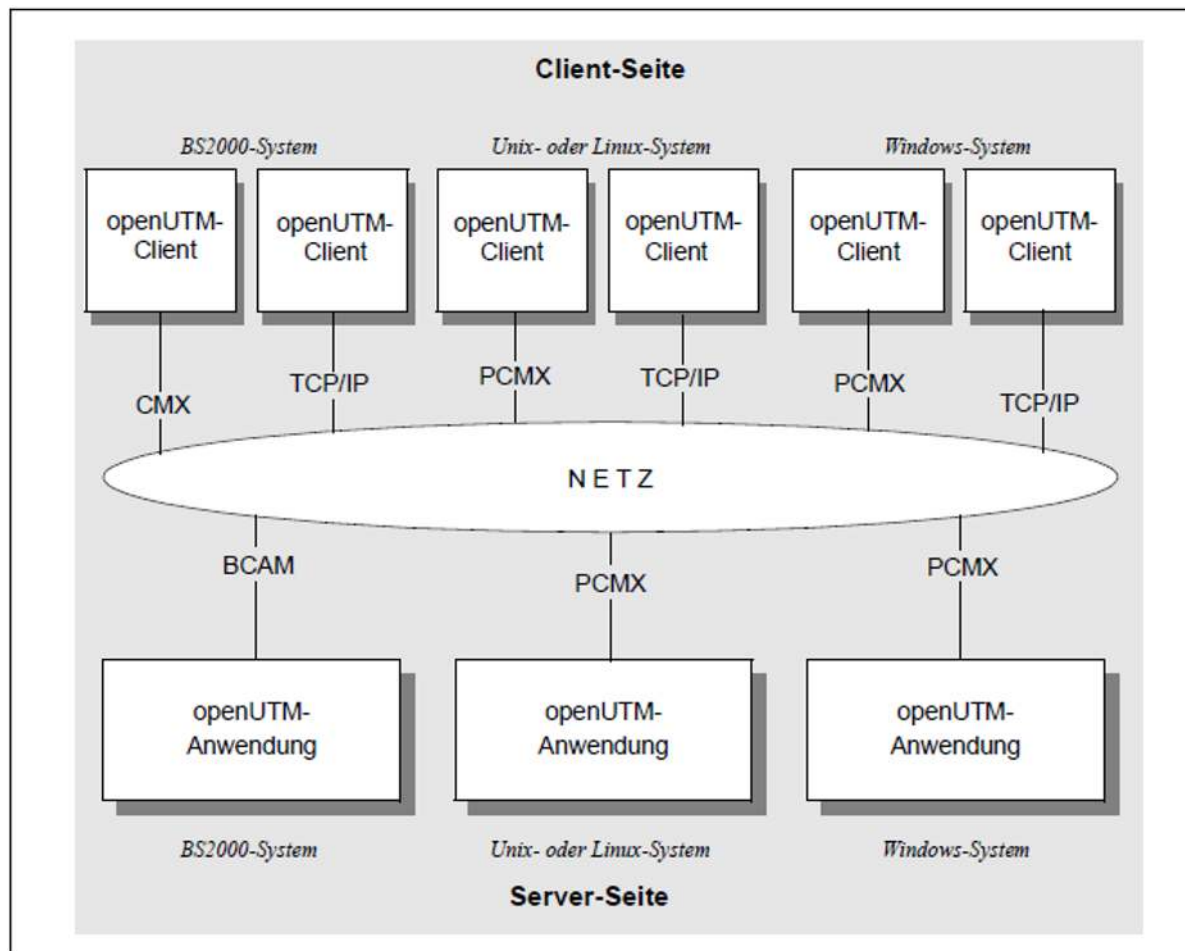 Client-Seite
BS2000-System
Unix- oder Linux-System
Windows-System
openUTM-
Client
openUTM-
Client
openUTM-
Client
openUTM-
Client
openUTM-
Client
openUTM-
Client
CMX
TCP/IP
PCMX
TCP/IP
PCMX
TCP/IP
N E T Z
BCAM
PCMX
PCMX
openUTM-
Anwendung
openUTM-
Anwendung
openUTM-
Anwendung
BS2000-System
Unix- oder Linux-System
Windows-System
Server-Seite